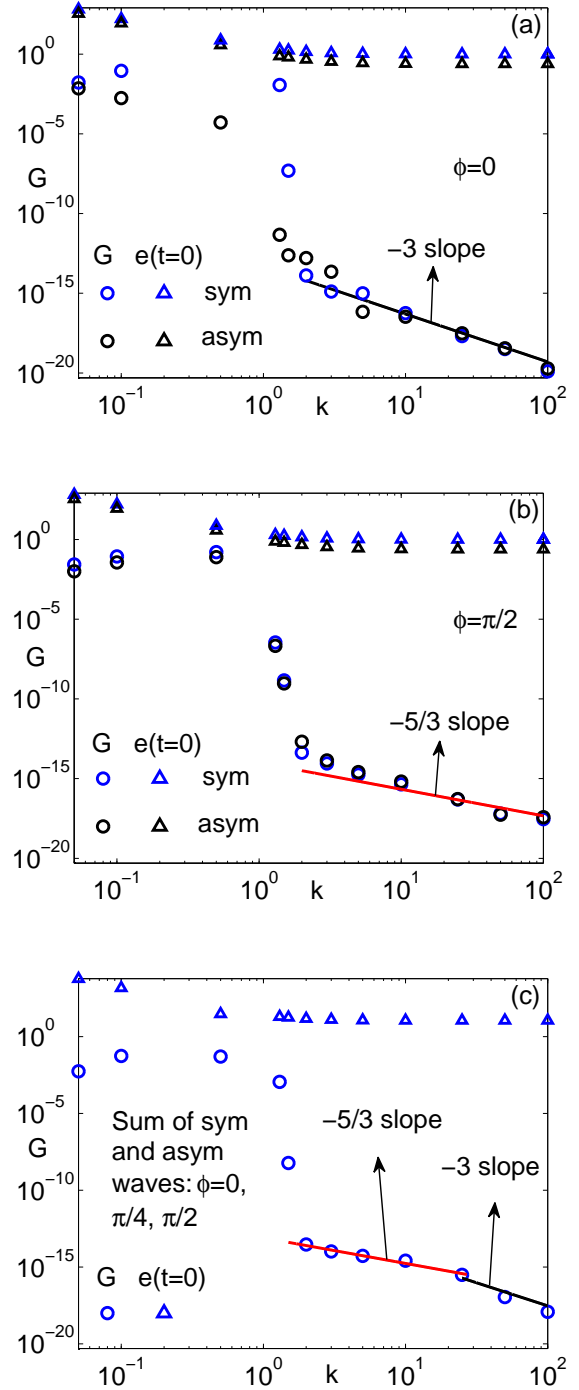 (a)
10^0
10^−5
G
ϕ=0
10^−10
G e(t=0)
−3 slope
sym
10^−15
asym
10^−20
10^−1 10^0 k 10^1 10^2
(b)
10^0
10^−5
G
ϕ=π/2
10^−10
−5/3 slope
G e(t=0)
10^−15
sym
asym
10^−20
10^−1 10^0 k 10^1 10^2
(c)
10^0
10^−5
G
Sum of sym
and asym
waves: ϕ=0,
π/4, π/2
−5/3 slope
−3 slope
10^−10
10^−15
G e(t=0)
10^−20
10^−1 10^0 k 10^1 10^2